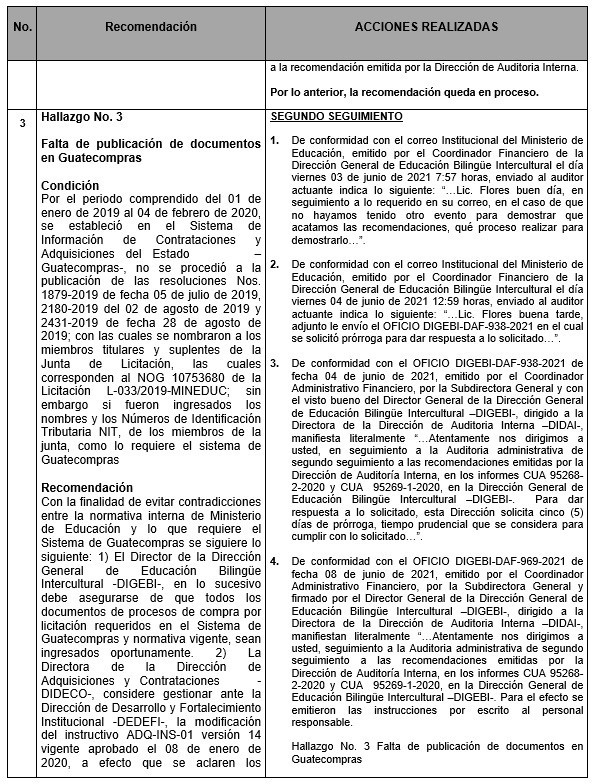 No.
Recomendación
ACCIONES REALIZADAS
a la recomendación emitida por la Dirección de Auditoria Interna.
Por lo anterior, la recomendación queda en proceso.
3
Hallazgo No. 3
Falta de publicación de documentos
en Guatecompras
Condición
Por el periodo comprendido del 01 de
enero de 2019 al 04 de febrero de 2020,
se estableció en el Sistema de
Información de Contrataciones y
Adquisiciones del Estado –
Guatecompras-, no se procedió a la
publicación de las resoluciones Nos.
1879-2019 de fecha 05 de julio de 2019,
2180-2019 del 02 de agosto de 2019 y
2431-2019 de fecha 28 de agosto de
2019; con las cuales se nombraron a los
miembros titulares y suplentes de la
Junta de Licitación, las cuales
corresponden al NOG 10753680 de la
Licitación L-033/2019-MINEDUC; sin
embargo si fueron ingresados los
nombres y los Números de Identificación
Tributaria NIT, de los miembros de la
junta, como lo requiere el sistema de
Guatecompras
Recomendación
Con la finalidad de evitar contradicciones
entre la normativa interna de Ministerio
de Educación y lo que requiere el
Sistema de Guatecompras se siguiere lo
siguiente: 1) El Director de la Dirección
General de Educación Bilingüe
Intercultural -DIGEBI-, en lo sucesivo
debe asegurarse de que todos los
documentos de procesos de compra por
licitación requeridos en el Sistema de
Guatecompras y normativa vigente, sean
ingresados oportunamente. 2) La
Directora de la Dirección de
Adquisiciones y Contrataciones -
DIDECO-, considere gestionar ante la
Dirección de Desarrollo y Fortalecimiento
Institucional -DEDEFI-, la modificación
del instructivo ADQ-INS-01 versión 14
vigente aprobado el 08 de enero de
2020, a efecto que se aclaren los
SEGUNDO SEGUIMIENTO
1. De conformidad con el correo Institucional del Ministerio de
Educación, emitido por el Coordinador Financiero de la
Dirección General de Educación Bilingüe Intercultural el día
viernes 03 de junio de 2021 7:57 horas, enviado al auditor
actuante indica lo siguiente: “…Lic. Flores buen día, en
seguimiento a lo requerido en su correo, en el caso de que
no hayamos tenido otro evento para demostrar que
acatamos las recomendaciones, qué proceso realizar para
demostrarlo…”.
2. De conformidad con el correo Institucional del Ministerio de
Educación, emitido por el Coordinador Financiero de la
Dirección General de Educación Bilingüe Intercultural el día
viernes 04 de junio de 2021 12:59 horas, enviado al auditor
actuante indica lo siguiente: “…Lic. Flores buena tarde,
adjunto le envío el OFICIO DIGEBI-DAF-938-2021 en el cual
se solicitó prórroga para dar respuesta a lo solicitado…”.
3. De conformidad con el OFICIO DIGEBI-DAF-938-2021 de
fecha 04 de junio de 2021, emitido por el Coordinador
Administrativo Financiero, por la Subdirectora General y con
el visto bueno del Director General de la Dirección General
de Educación Bilingüe Intercultural –DIGEBI-, dirigido a la
Directora de la Dirección de Auditoria Interna –DIDAI-,
manifiesta literalmente “…Atentamente nos dirigimos a
usted, en seguimiento a la Auditoria administrativa de
segundo seguimiento a las recomendaciones emitidas por la
Dirección de Auditoría Interna, en los informes CUA 95268-
2-2020 y CUA 95269-1-2020, en la Dirección General de
Educación Bilingüe Intercultural –DIGEBI-. Para dar
respuesta a lo solicitado, esta Dirección solicita cinco (5)
días de prórroga, tiempo prudencial que se considera para
cumplir con lo solicitado…”.
4. De conformidad con el OFICIO DIGEBI-DAF-969-2021 de
fecha 08 de junio de 2021, emitido por el Coordinador
Administrativo Financiero, por la Subdirectora General y
firmado por el Director General de la Dirección General de
Educación Bilingüe Intercultural –DIGEBI-, dirigido a la
Directora de la Dirección de Auditoria Interna –DIDAI-,
manifiestan literalmente “…Atentamente nos dirigimos a
usted, seguimiento a la Auditoria administrativa de segundo
seguimiento a las recomendaciones emitidas por la
Dirección de Auditoría Interna, en los informes CUA 95268-
2-2020 y CUA 95269-1-2020, en la Dirección General de
Educación Bilingüe Intercultural –DIGEBI-. Para el efecto se
emitieron las instrucciones por escrito al personal
responsable.
Hallazgo No. 3 Falta de publicación de documentos en
Guatecompras